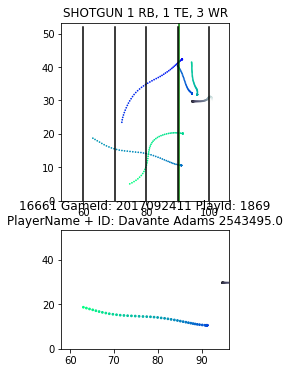 SHOTGUN 1 RB, 1 TE, 3 WR
50
40
30
20
10
0
60 80 100
16661 GameId: 2017092411 PlayId: 1869
PlayerName + ID: Davante Adams 2543495.0
40
20
0
60 70 80 90